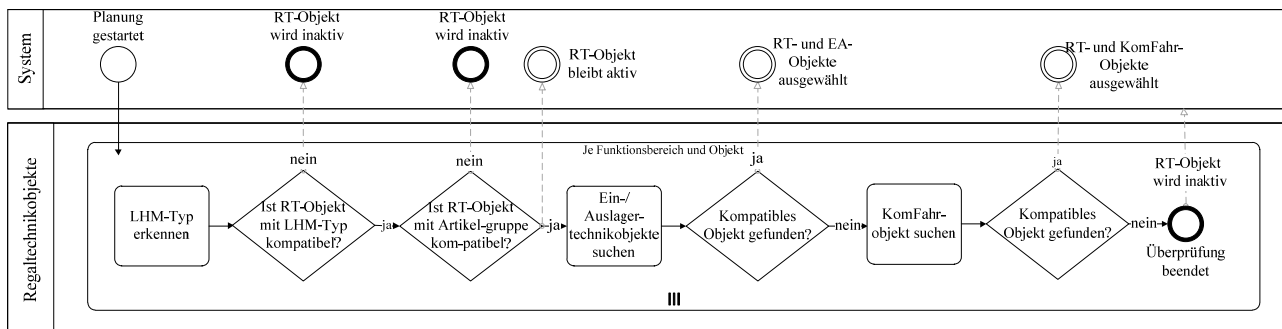 System
Planung
gestartet
RT-Objekt
wird inaktiv
RT-Objekt
wird inaktiv
RT-Objekt
bleibt aktiv
RT- und EA-
Objekte
ausgewählt
RT- und KomFahr-
Objekte
ausgewählt
Regaltechnikobjekte
Je Funktionsbereich und Objekt
LHM-Typ
erkennen
nein
Ist RT-Objekt
mit LHM-Typ
kompatibel?
ja
nein
Ist RT-Objekt
mit Artikel-gruppe
kom-patibel?
ja
Ein-/
Auslager-
technikobjekte
suchen
ja
Kompatibles
Objekt gefunden?
nein
KomFahr-
objekt suchen
ja
Kompatibles
Objekt gefunden?
nein
RT-Objekt
wird inaktiv
Überprüfung
beendet